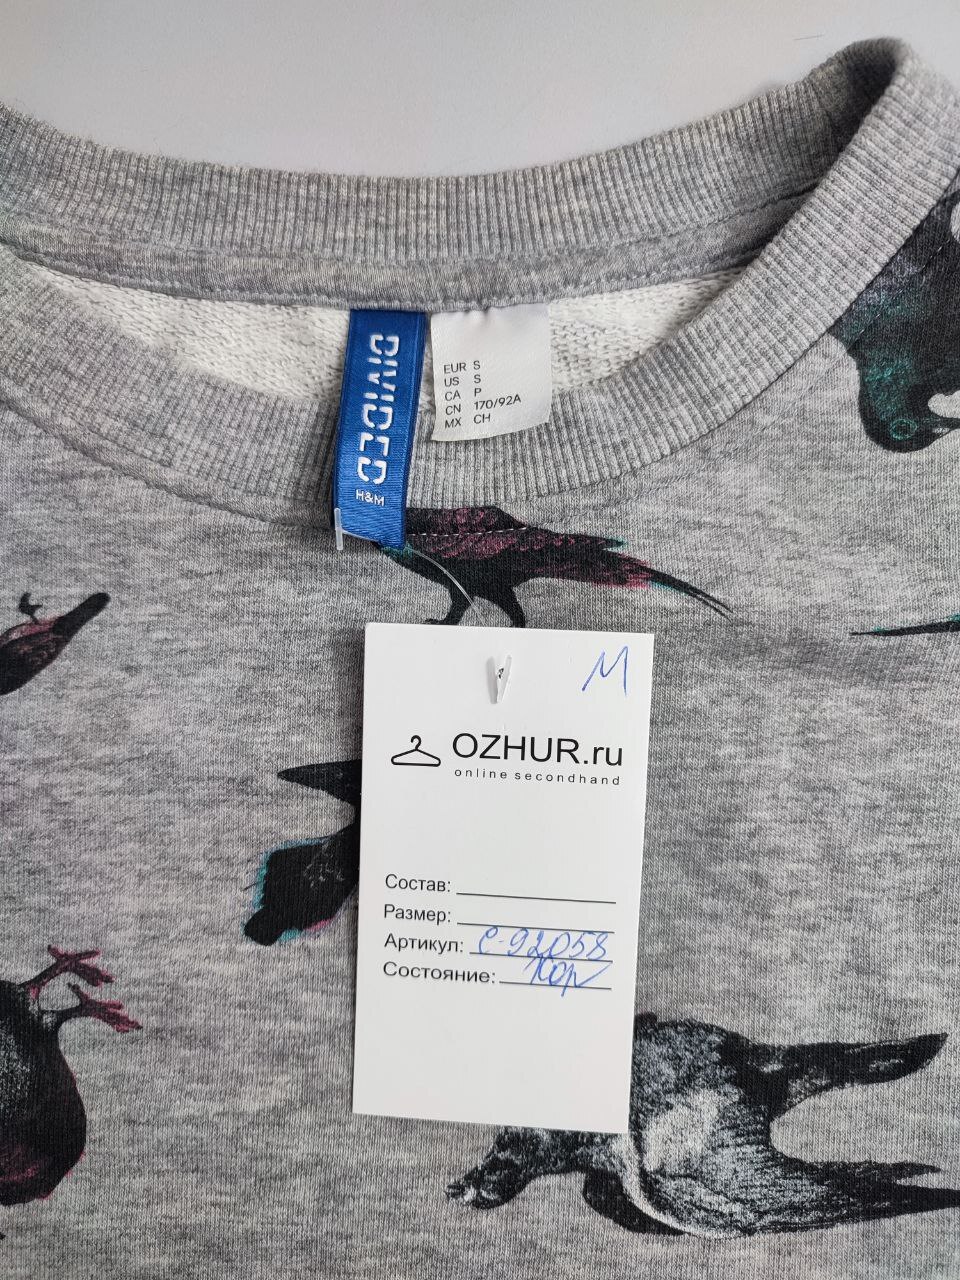 DIVIDED
H&M
EUR S
US S
CA P
CN 170/92A
MX CH
M
OZHUR.ru
online secondhand
Состав:
Размер:
Артикул: С-92058
Состояние: хор